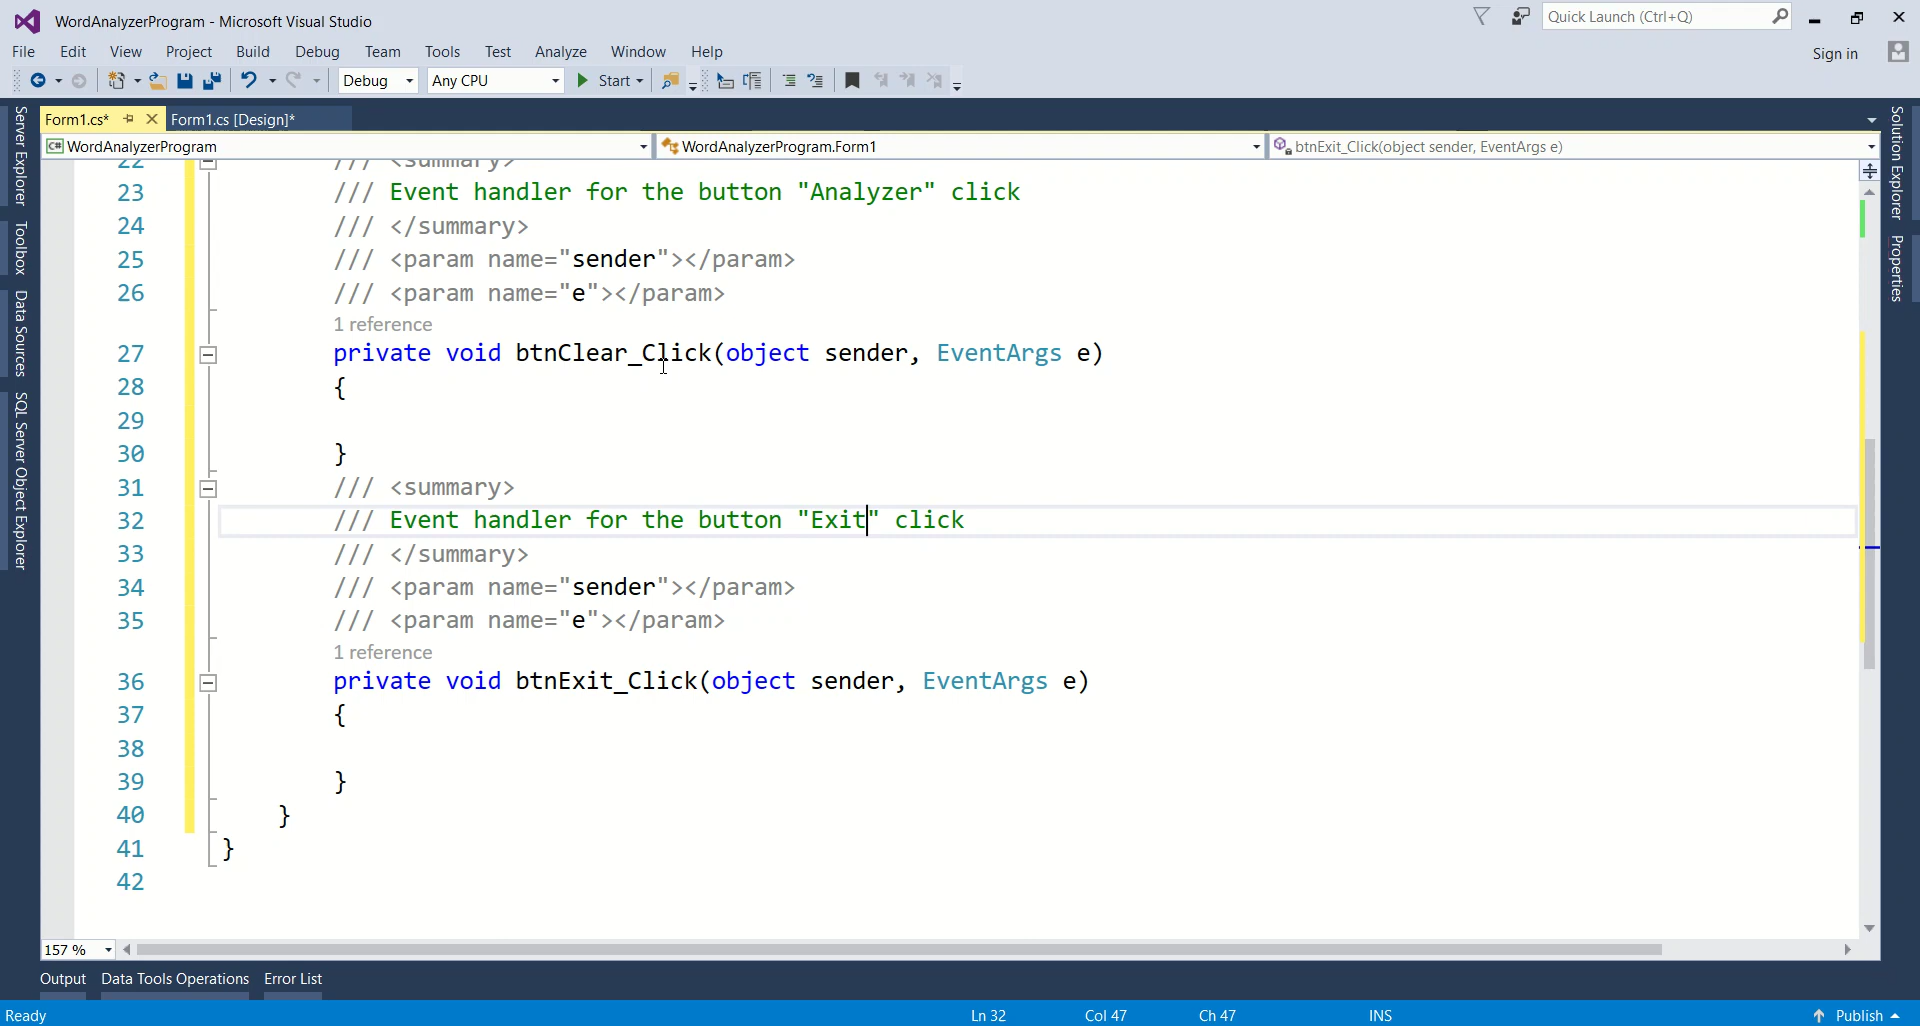 WordAnalyzerProgram - Microsoft Visual Studio
Quick Launch (Ctrl+Q)
File Edit View Project Build Debug Team Tools Test Analyze Window Help
Sign in
Debug Any CPU Start
Form1.cs* Form1.cs [Design]*
WordAnalyzerProgram WordAnalyzerProgram.Form1 btnExit_Click(object sender, EventArgs e)
Server Explorer
Toolbox
Data Sources
SQL Server Object Explorer
Solution Explorer
Properties
22 /// <summary>
23 /// Event handler for the button "Analyzer" click
24 /// </summary>
25 /// <param name="sender"></param>
26 /// <param name="e"></param>
1 reference
27 private void btnClear_Click(object sender, EventArgs e)
28 {
29
30 }
31 /// <summary>
32 /// Event handler for the button "Exit" click
33 /// </summary>
34 /// <param name="sender"></param>
35 /// <param name="e"></param>
1 reference
36 private void btnExit_Click(object sender, EventArgs e)
37 {
38
39 }
40 }
41 }
42
157 %
Output Data Tools Operations Error List
Ready Ln 32 Col 47 Ch 47 INS Publish